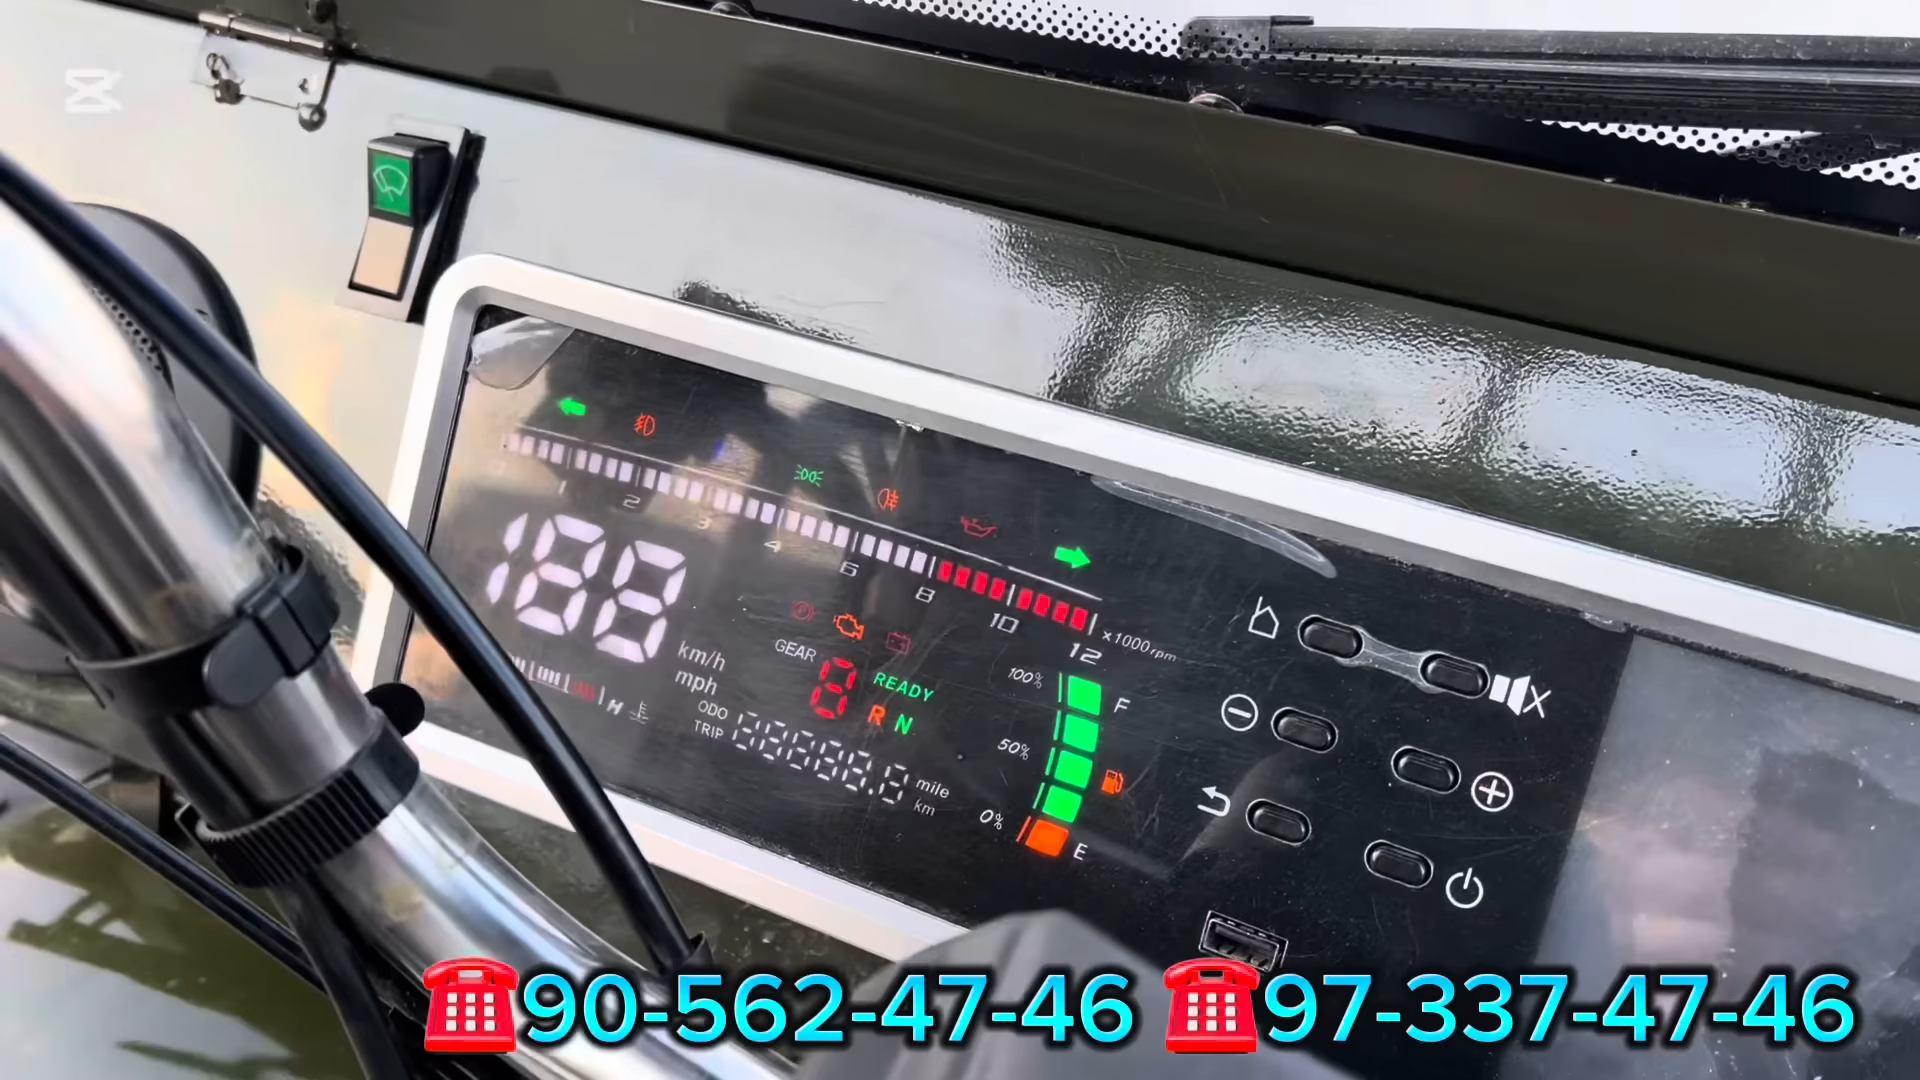 1 2 3 4 6 8 10 12 x1000rpm
188 km/h
mph
GEAR 8 READY
R N
H
ODO
TRIP 88888.8 mile
km
100% F
50%
0% E
☎90-562-47-46 ☎97-337-47-46